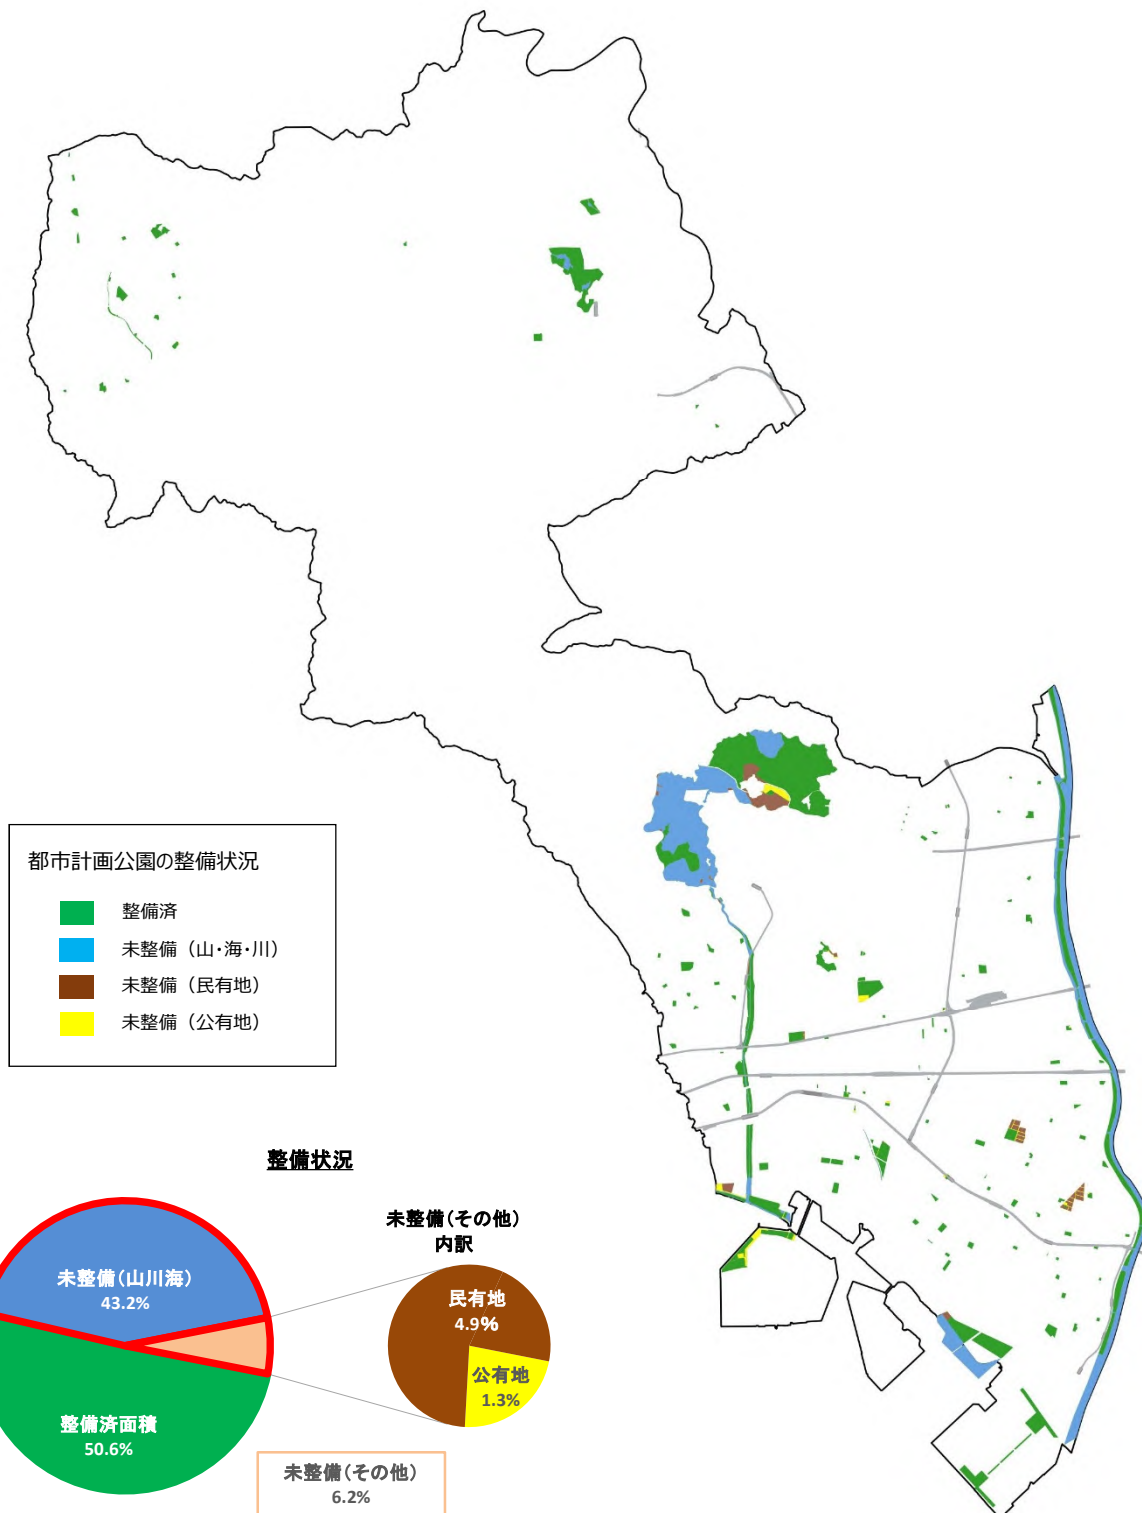 都市計画公園の整備状況
整備済
未整備（山・海・川）
未整備（民有地）
未整備（公有地）
整備状況
未整備(山川海)
43.2%
整備済面積
50.6%
未整備(その他)
内訳
民有地
4.9%
公有地
1.3%
未整備(その他)
6.2%